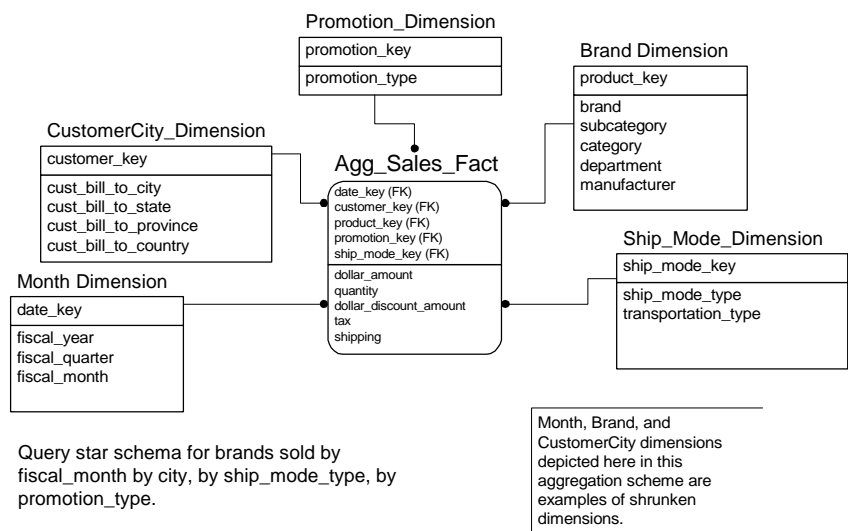 Promotion_Dimension
promotion_key
promotion_type
Brand Dimension
product_key
brand
subcategory
category
department
manufacturer
CustomerCity_Dimension
customer_key
cust_bill_to_city
cust_bill_to_state
cust_bill_to_province
cust_bill_to_country
Agg_Sales_Fact
date_key (FK)
customer_key (FK)
product_key (FK)
promotion_key (FK)
ship_mode_key (FK)
dollar_amount
quantity
dollar_discount_amount
tax
shipping
Ship_Mode_Dimension
ship_mode_key
ship_mode_type
transportation_type
Month Dimension
date_key
fiscal_year
fiscal_quarter
fiscal_month
Query star schema for brands sold by
fiscal_month by city, by ship_mode_type, by
promotion_type.
Month, Brand, and
CustomerCity dimensions
depicted here in this
aggregation scheme are
examples of shrunken
dimensions.